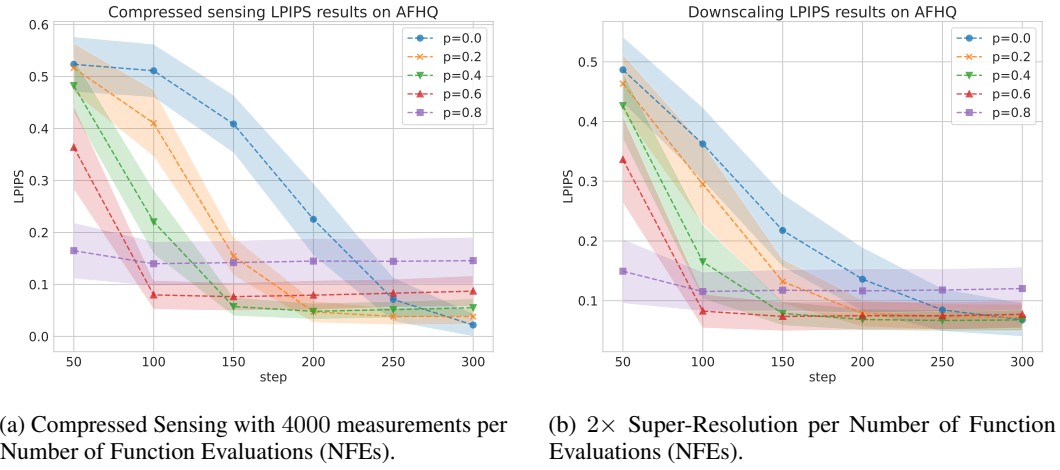 Compressed sensing LPIPS results on AFHQ
0.6
0.5
0.4
0.3
0.2
0.1
0.0
LPIPS
p=0.0
p=0.2
p=0.4
p=0.6
p=0.8
50 100 150 200 250 300
step
(a) Compressed Sensing with 4000 measurements per
Number of Function Evaluations (NFEs).
Downscaling LPIPS results on AFHQ
0.5
0.4
0.3
0.2
0.1
LPIPS
p=0.0
p=0.2
p=0.4
p=0.6
p=0.8
50 100 150 200 250 300
step
(b) 2× Super-Resolution per Number of Function
Evaluations (NFEs).